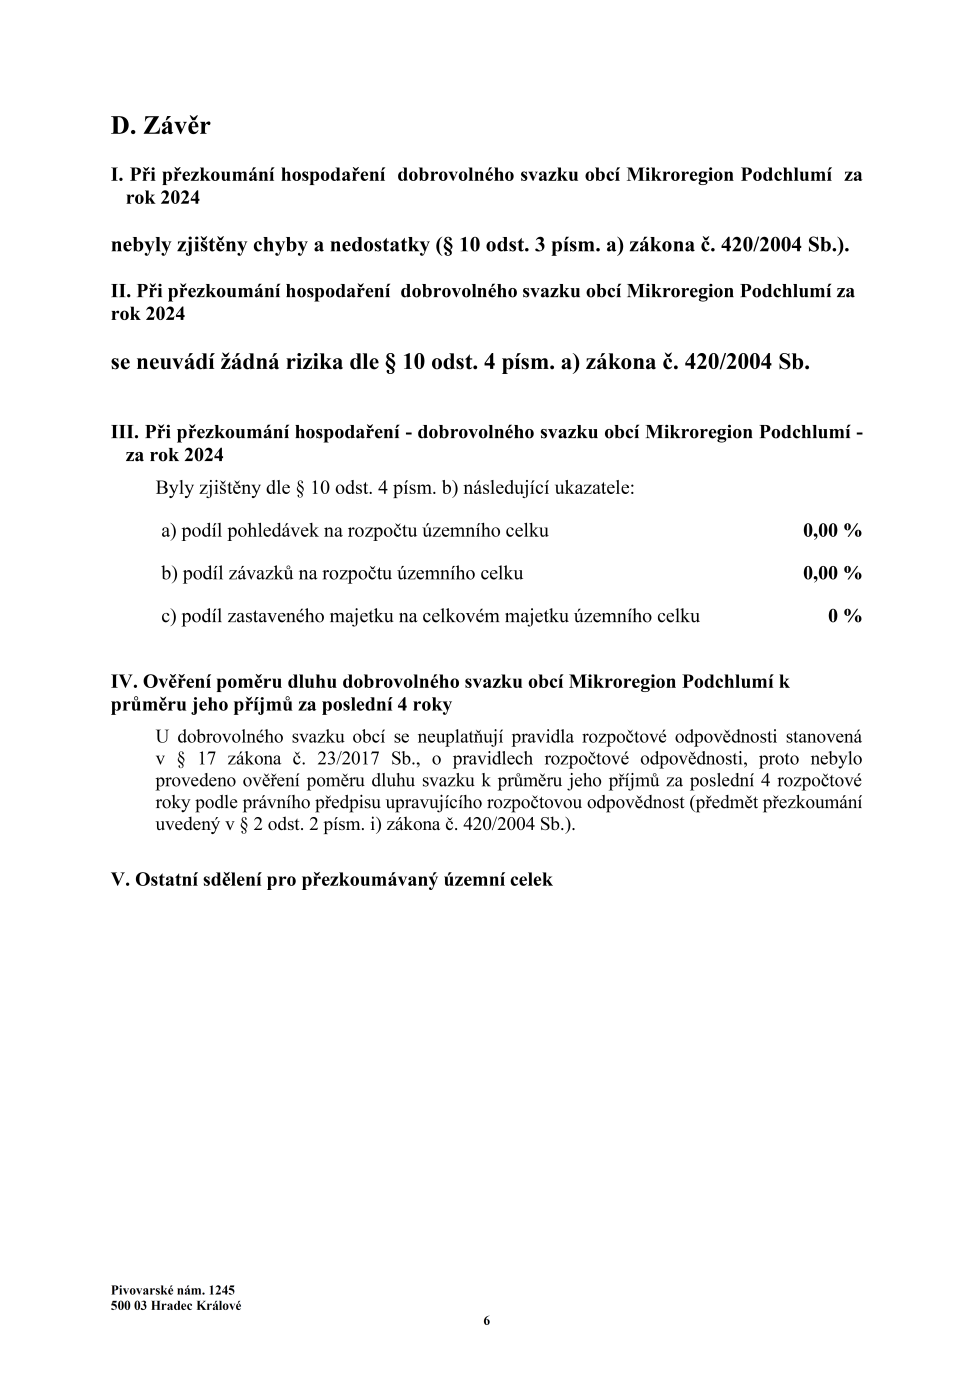 D. Závěr
I. Při přezkoumání hospodaření  dobrovolného svazku obcí Mikroregion Podchlumí  za
rok 2024
nebyly zjištěny chyby a nedostatky (§ 10 odst. 3 písm. a) zákona č. 420/2004 Sb.).
II. Při přezkoumání hospodaření  dobrovolného svazku obcí Mikroregion Podchlumí za
rok 2024
se neuvádí žádná rizika dle § 10 odst. 4 písm. a) zákona č. 420/2004 Sb.
III. Při přezkoumání hospodaření - dobrovolného svazku obcí Mikroregion Podchlumí -
za rok 2024
Byly zjištěny dle § 10 odst. 4 písm. b) následující ukazatele:
a) podíl pohledávek na rozpočtu územního celku 0,00 %
b) podíl závazků na rozpočtu územního celku 0,00 %
c) podíl zastaveného majetku na celkovém majetku územního celku 0 %
IV. Ověření poměru dluhu dobrovolného svazku obcí Mikroregion Podchlumí k
průměru jeho příjmů za poslední 4 roky
U dobrovolného svazku obcí se neuplatňují pravidla rozpočtové odpovědnosti stanovená
v § 17 zákona č. 23/2017 Sb., o pravidlech rozpočtové odpovědnosti, proto nebylo
provedeno ověření poměru dluhu svazku k průměru jeho příjmů za poslední 4 rozpočtové
roky podle právního předpisu upravujícího rozpočtovou odpovědnost (předmět přezkoumání
uvedený v § 2 odst. 2 písm. i) zákona č. 420/2004 Sb.).
V. Ostatní sdělení pro přezkoumávaný územní celek
Pivovarské nám. 1245
500 03 Hradec Králové
6